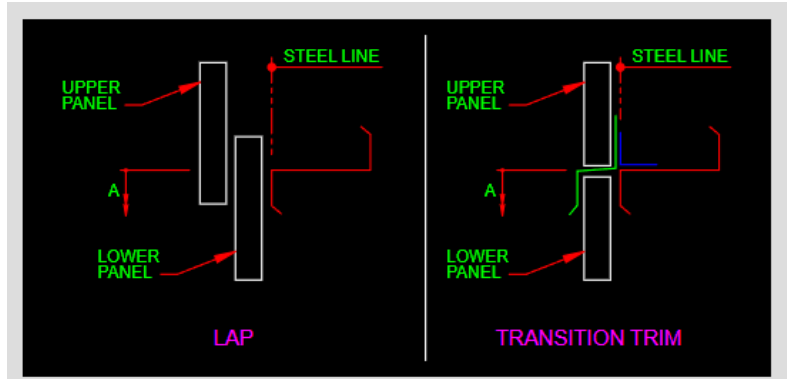 STEEL LINE
UPPER
PANEL
A
LOWER
PANEL
LAP
STEEL LINE
UPPER
PANEL
A
LOWER
PANEL
TRANSITION TRIM